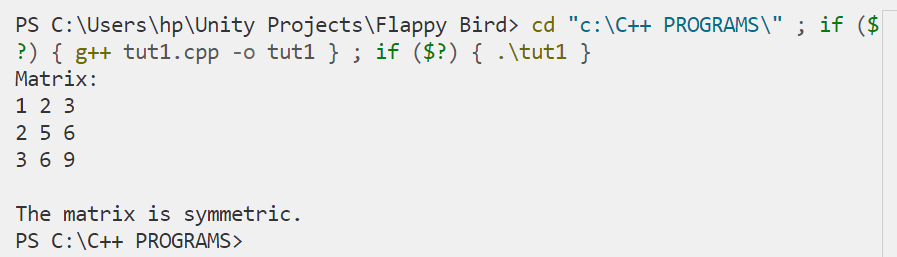 PS C:\Users\hp\Unity Projects\Flappy Bird> cd "c:\C++ PROGRAMS\" ; if ($
?) { g++ tut1.cpp -o tut1 } ; if ($?) { .\tut1 }
Matrix:
1 2 3
2 5 6
3 6 9
The matrix is symmetric.
PS C:\C++ PROGRAMS>